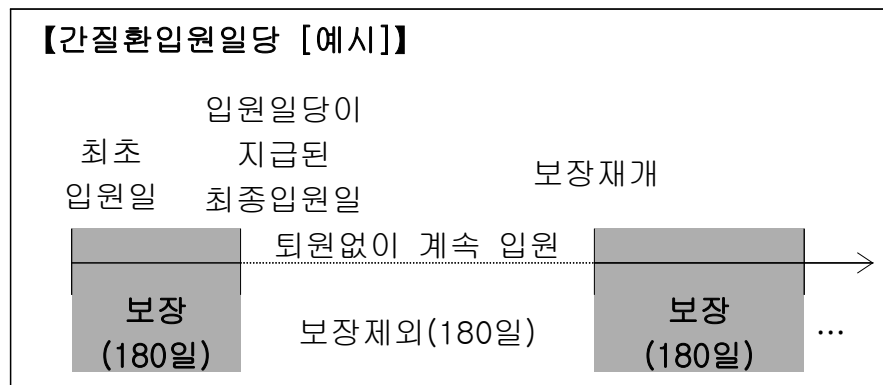 【간질환입원일당 [예시]】
최초
입원일
입원일당이
지급된
최종입원일
보장재개
퇴원없이 계속 입원
보장
(180일)
보장제외(180일)
보장
(180일)
…